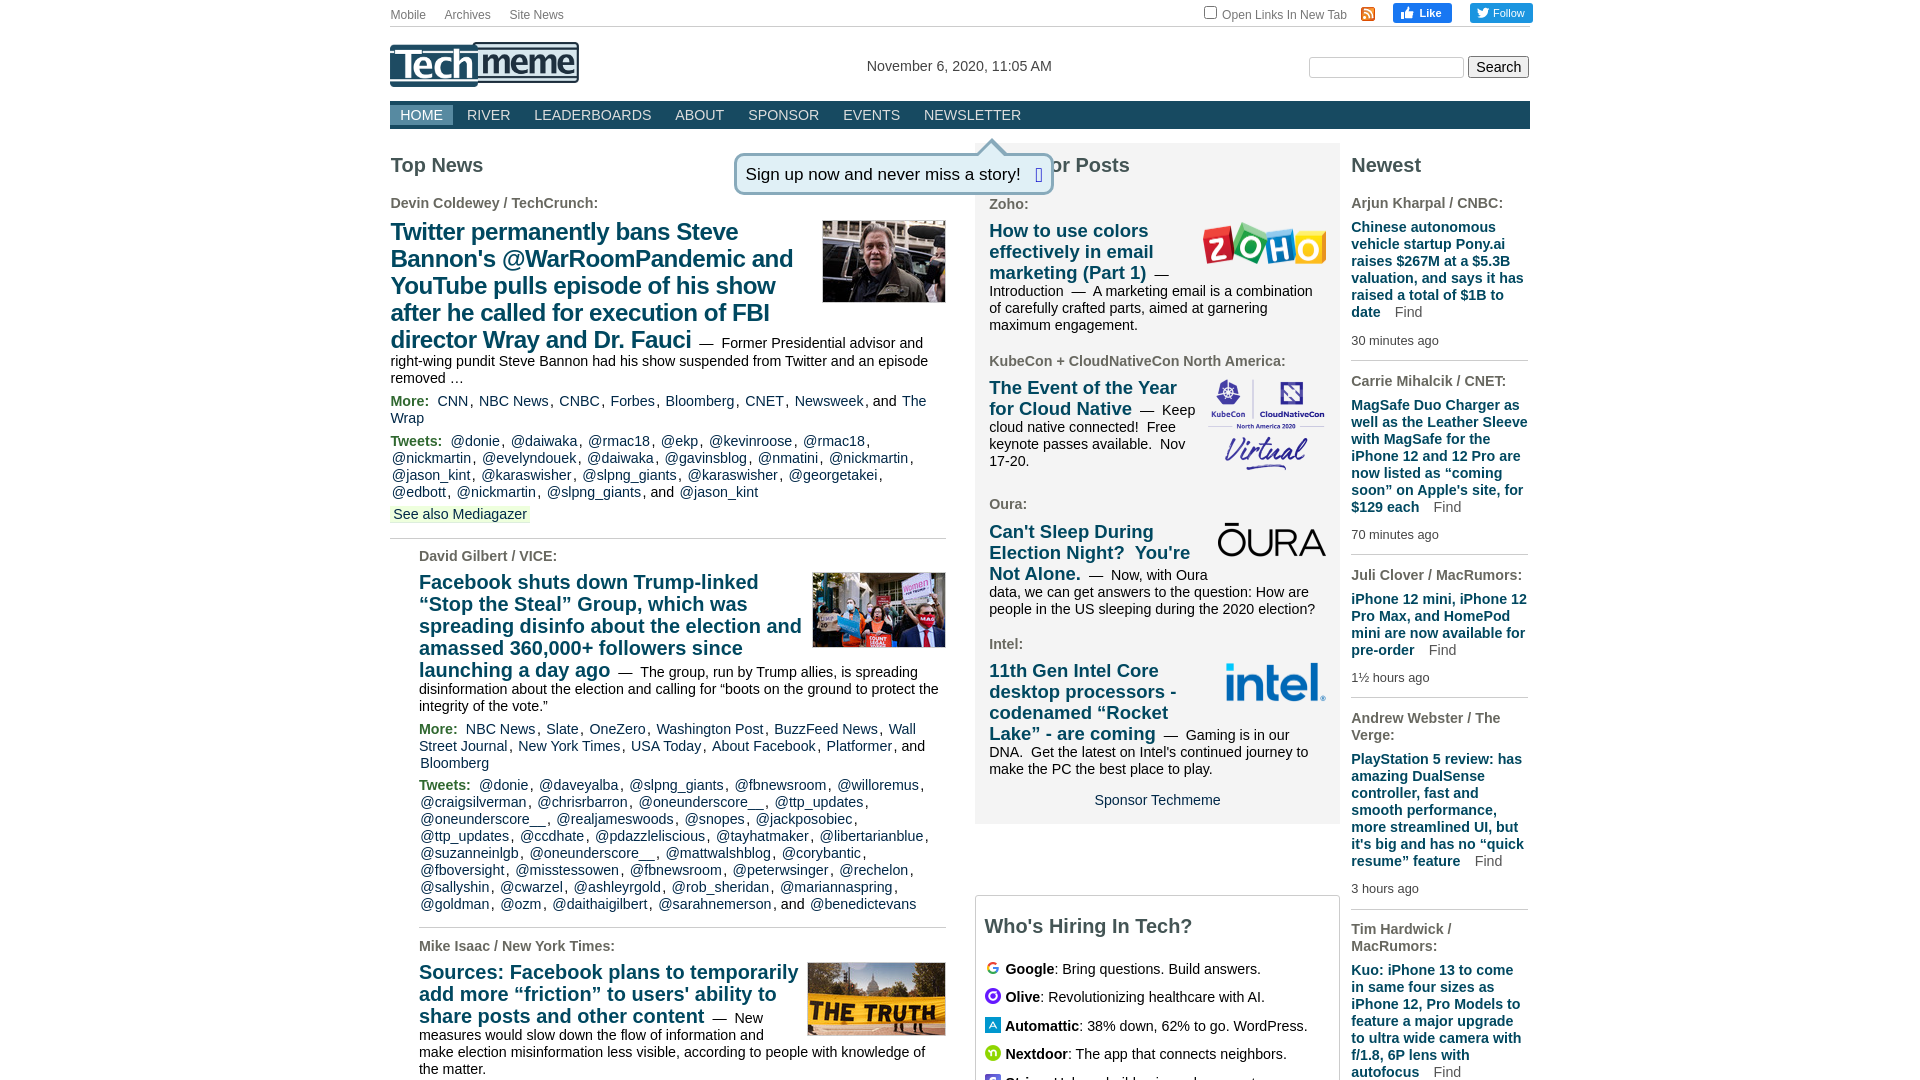 Mobile Archives Site News
Open Links In New Tab
Like
Follow
Techmeme
November 6, 2020, 11:05 AM
Search
HOME RIVER LEADERBOARDS ABOUT SPONSOR EVENTS NEWSLETTER
Sign up now and never miss a story!
Top News
Devin Coldewey / TechCrunch:
Twitter permanently bans Steve
Bannon's @WarRoomPandemic and
YouTube pulls episode of his show
after he called for execution of FBI
director Wray and Dr. Fauci — Former Presidential advisor and
right-wing pundit Steve Bannon had his show suspended from Twitter and an episode
removed …
More: CNN, NBC News, CNBC, Forbes, Bloomberg, CNET, Newsweek, and The
Wrap
Tweets: @donie, @daiwaka, @rmac18, @ekp, @kevinroose, @rmac18,
@nickmartin, @evelyndouek, @daiwaka, @gavinsblog, @nmatini, @nickmartin,
@jason_kint, @karaswisher, @slpng_giants, @karaswisher, @georgetakei,
@edbott, @nickmartin, @slpng_giants, and @jason_kint
See also Mediagazer
David Gilbert / VICE:
Facebook shuts down Trump-linked
“Stop the Steal” Group, which was
spreading disinfo about the election and
amassed 360,000+ followers since
launching a day ago — The group, run by Trump allies, is spreading
disinformation about the election and calling for “boots on the ground to protect the
integrity of the vote.”
More: NBC News, Slate, OneZero, Washington Post, BuzzFeed News, Wall
Street Journal, New York Times, USA Today, About Facebook, Platformer, and
Bloomberg
Tweets: @donie, @daveyalba, @slpng_giants, @fbnewsroom, @willoremus,
@craigsilverman, @chrisrbarron, @oneunderscore__, @ttp_updates,
@oneunderscore__, @realjameswoods, @snopes, @jackposobiec,
@ttp_updates, @ccdhate, @pdazzleliscious, @tayhatmaker, @libertarianblue,
@suzanneinlgb, @oneunderscore__, @mattwalshblog, @corybantic,
@fboversight, @misstessowen, @fbnewsroom, @peterwsinger, @rechelon,
@sallyshin, @cwarzel, @ashleyrgold, @rob_sheridan, @mariannaspring,
@goldman, @ozm, @daithaigilbert, @sarahnemerson, and @benedictevans
Mike Isaac / New York Times:
Sources: Facebook plans to temporarily
add more “friction” to users' ability to
share posts and other content — New
measures would slow down the flow of information and
make election misinformation less visible, according to people with knowledge of
the matter.
THE TRUTH
Posts
Zoho:
How to use colors
effectively in email
marketing (Part 1) —
Introduction — A marketing email is a combination
of carefully crafted parts, aimed at garnering
maximum engagement.
ZOHO
KubeCon + CloudNativeCon North America:
The Event of the Year
for Cloud Native — Keep
cloud native connected! Free
keynote passes available. Nov
17-20.
KubeCon CloudNativeCon
North America 2020
Virtual
Oura:
Can't Sleep During
Election Night? You're
Not Alone. — Now, with Oura
data, we can get answers to the question: How are
people in the US sleeping during the 2020 election?
ŌURA
Intel:
11th Gen Intel Core
desktop processors -
codenamed “Rocket
Lake” - are coming — Gaming is in our
DNA. Get the latest on Intel's continued journey to
make the PC the best place to play.
intel
Sponsor Techmeme
Who's Hiring In Tech?
Google: Bring questions. Build answers.
Olive: Revolutionizing healthcare with AI.
Automattic: 38% down, 62% to go. WordPress.
Nextdoor: The app that connects neighbors.
Newest
Arjun Kharpal / CNBC:
Chinese autonomous
vehicle startup Pony.ai
raises $267M at a $5.3B
valuation, and says it has
raised a total of $1B to
date Find
30 minutes ago
Carrie Mihalcik / CNET:
MagSafe Duo Charger as
well as the Leather Sleeve
with MagSafe for the
iPhone 12 and 12 Pro are
now listed as “coming
soon” on Apple's site, for
$129 each Find
70 minutes ago
Juli Clover / MacRumors:
iPhone 12 mini, iPhone 12
Pro Max, and HomePod
mini are now available for
pre-order Find
1½ hours ago
Andrew Webster / The
Verge:
PlayStation 5 review: has
amazing DualSense
controller, fast and
smooth performance,
more streamlined UI, but
it's big and has no “quick
resume” feature Find
3 hours ago
Tim Hardwick /
MacRumors:
Kuo: iPhone 13 to come
in same four sizes as
iPhone 12, Pro Models to
feature a major upgrade
to ultra wide camera with
f/1.8, 6P lens with
autofocus Find